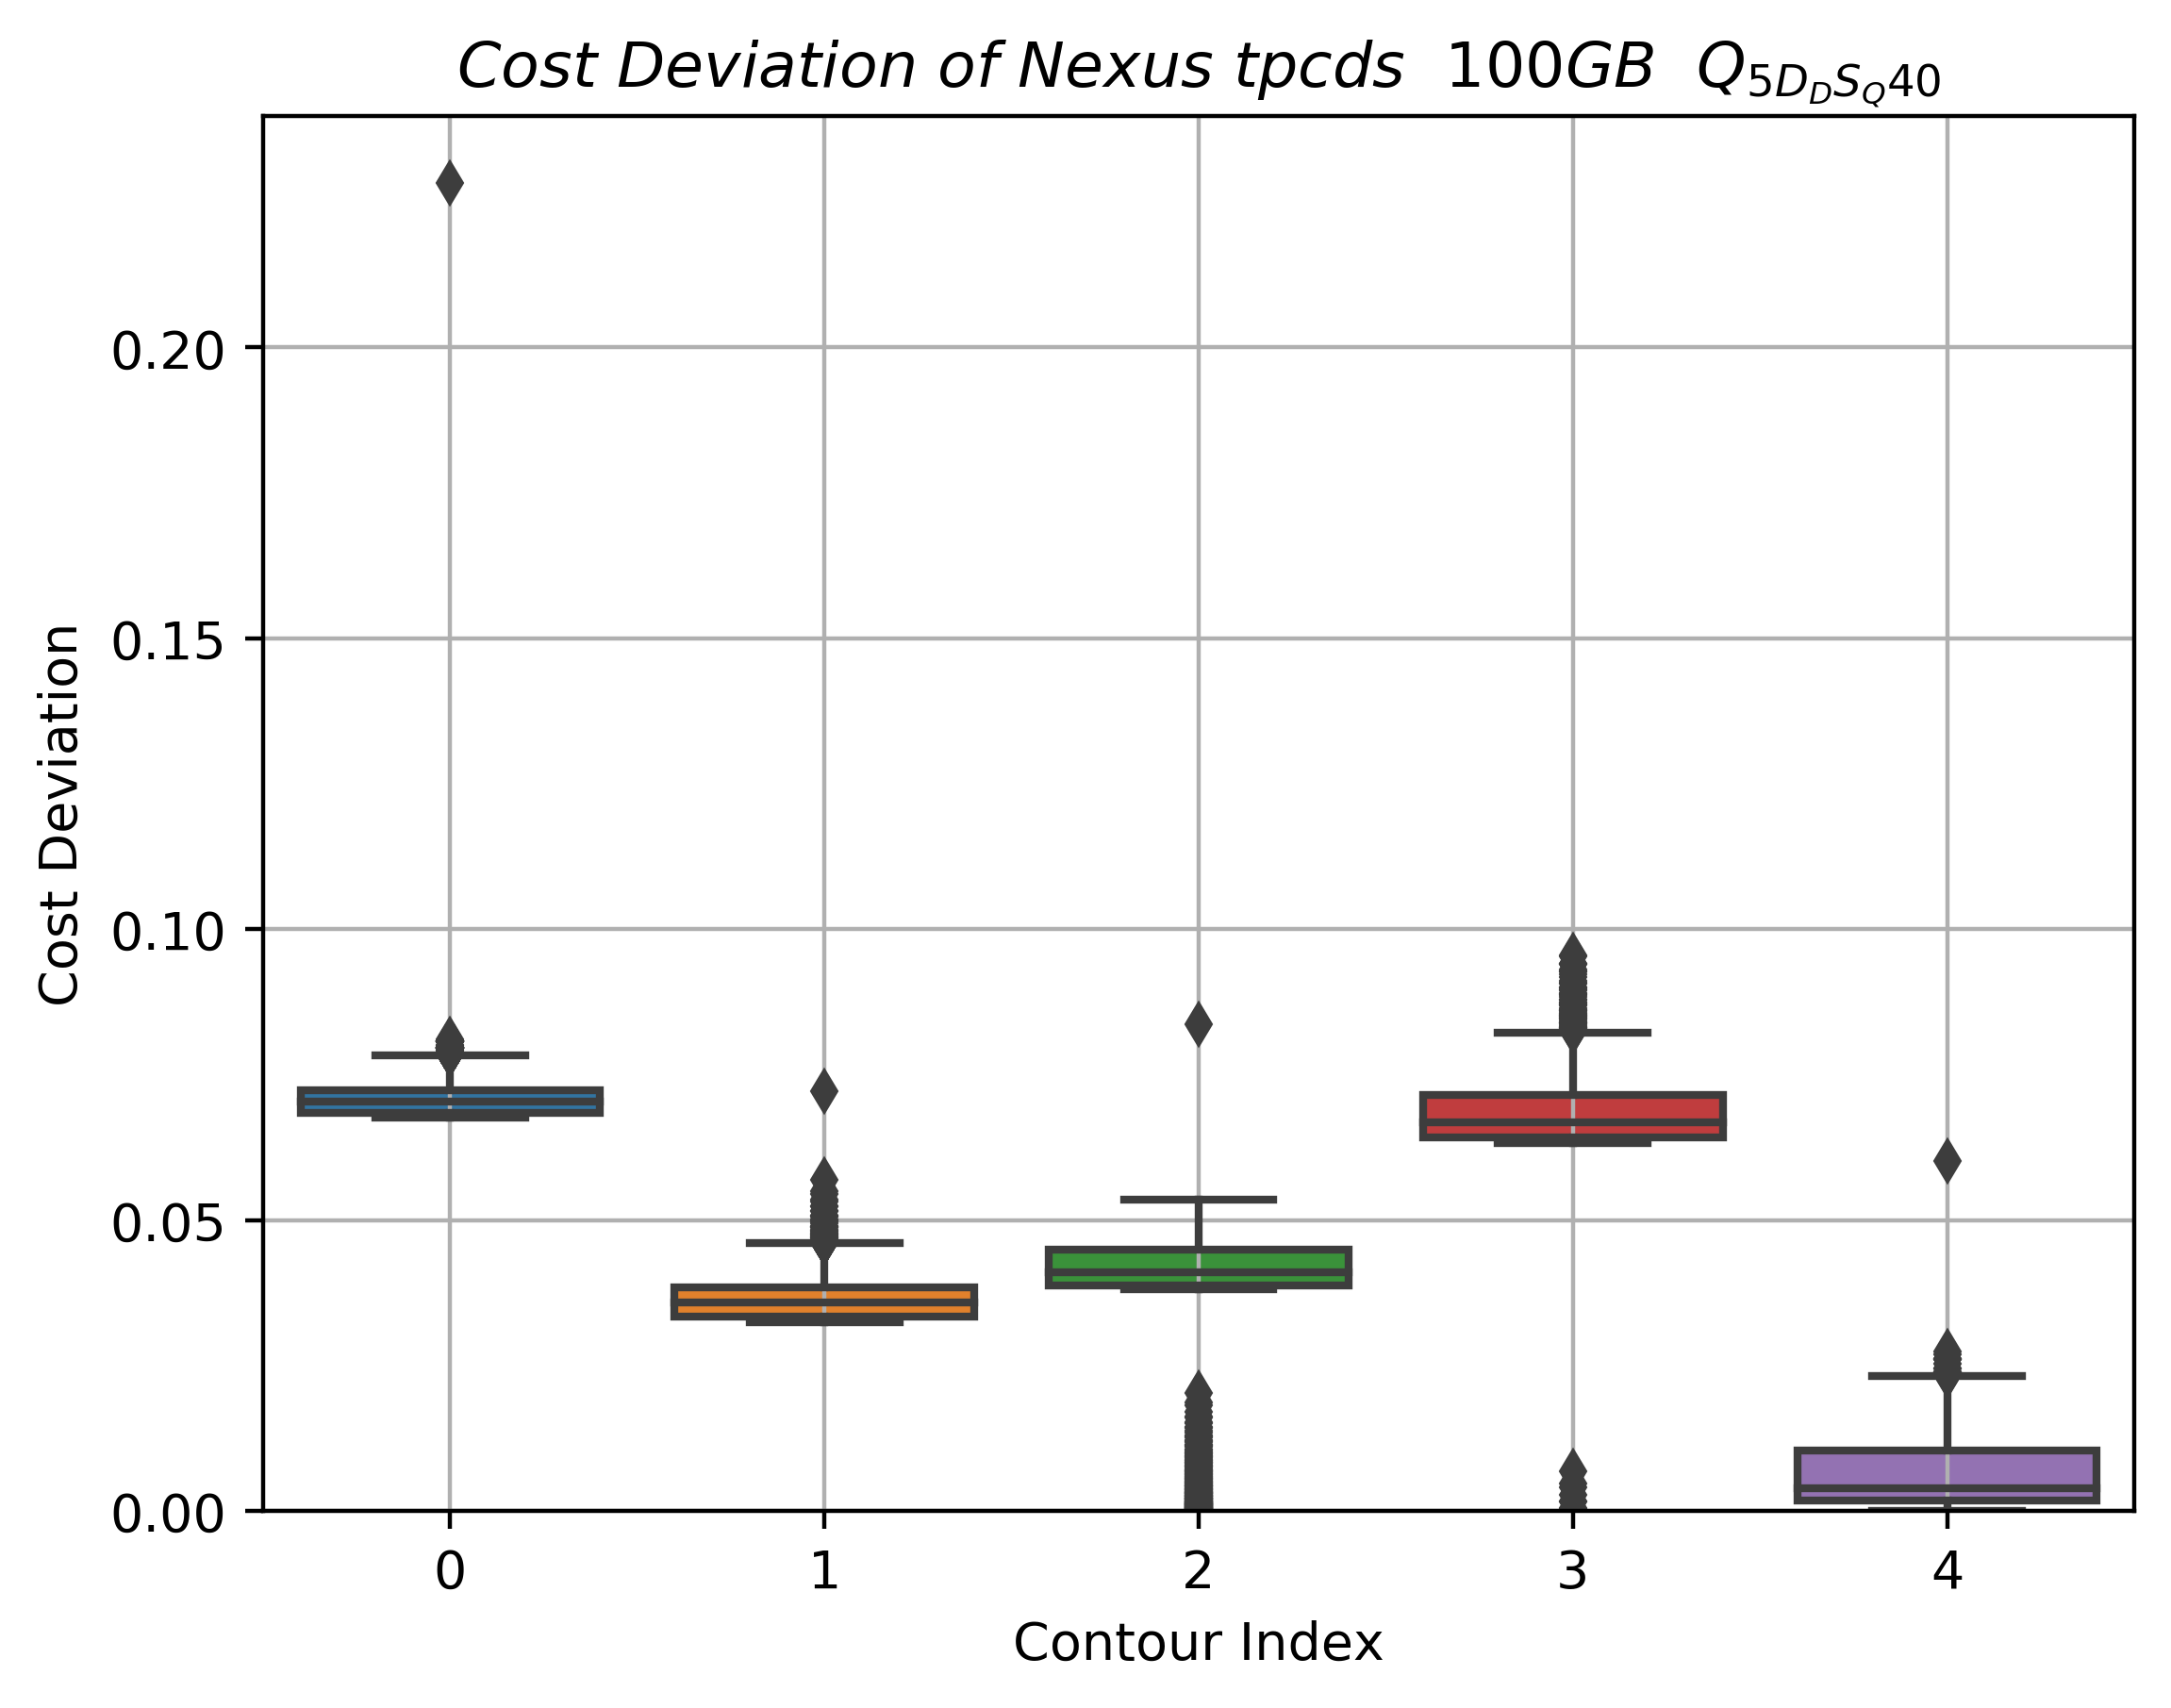 Cost Deviation of Nexus tpcds 100GB Q5D_DS_Q40
Cost Deviation
0.20
0.15
0.10
0.05
0.00
0 1 2 3 4
Contour Index